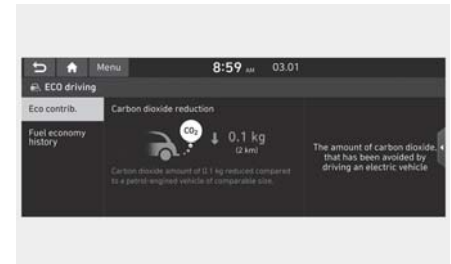 Menu
8:59 AM 03.01
ECO driving
Eco contrib.
Carbon dioxide reduction
Fuel economy
history
CO₂
↓ 0.1 kg
(2 km)
Carbon dioxide amount of 0.1 kg reduced compared
to a petrol-engined vehicle of comparable size.
The amount of carbon dioxide,
that has been avoided by
driving an electric vehicle